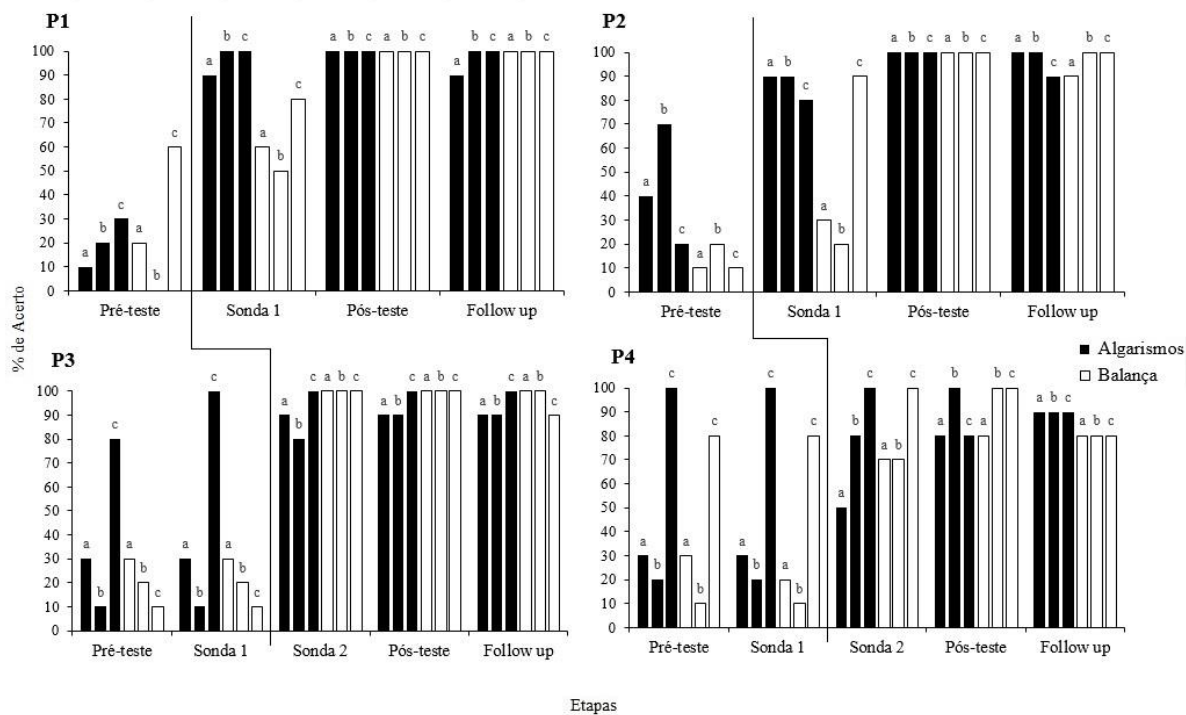 P1
P2
a b c a b c a b c a b c a b c a b c a b c a b c
a b c a b c a b c a b c a b c a b c a b c a b c
100
90
80
70
60
50
40
30
20
10
0
100
90
80
70
60
50
40
30
20
10
0
Pré-teste Sonda 1 Pós-teste Follow up
Pré-teste Sonda 1 Pós-teste Follow up
% de Acerto
P3
P4
Algarismos
Balança
a b c a b c a b c a b c a b c a b c a b c a b c a b c a b c
a b c a b c a b c a b c a b c a b c a b c a b c a b c a b c
100
90
80
70
60
50
40
30
20
10
0
100
90
80
70
60
50
40
30
20
10
0
Pré-teste Sonda 1 Sonda 2 Pós-teste Follow up
Pré-teste Sonda 1 Sonda 2 Pós-teste Follow up
Etapas